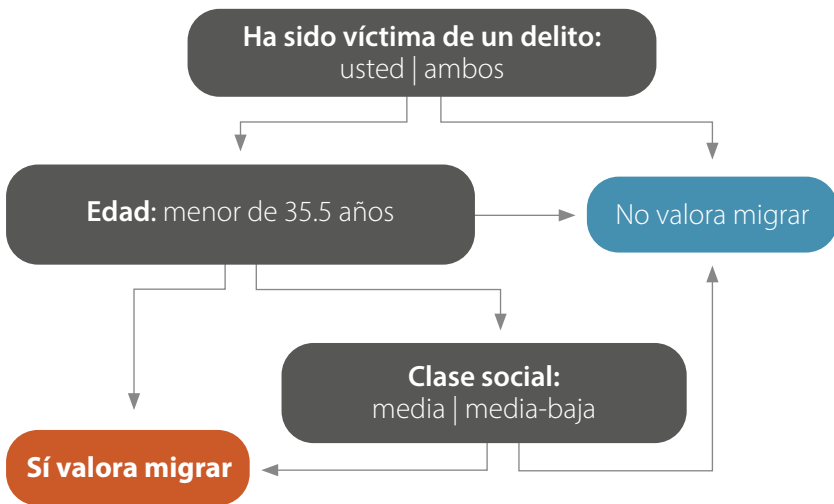 Ha sido víctima de un delito:
usted | ambos
Edad: menor de 35.5 años
No valora migrar
Clase social:
media | media-baja
Sí valora migrar